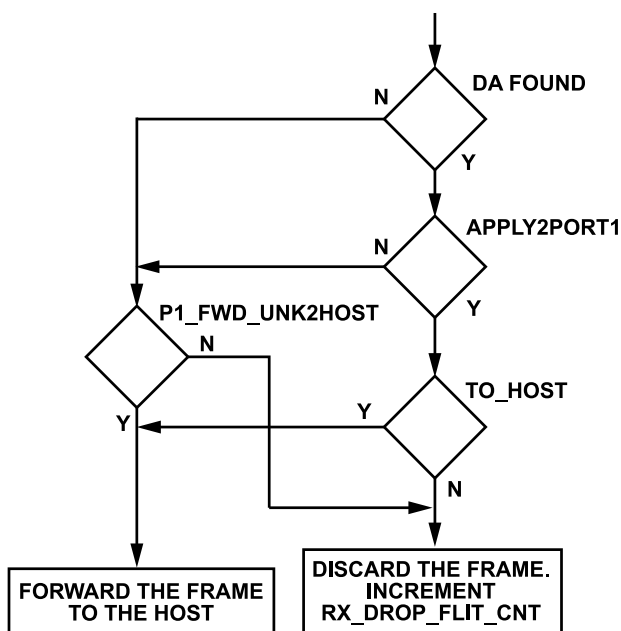 DA FOUND
N
Y
APPLY2PORT1
N
Y
P1_FWD_UNK2HOST
N
Y
TO_HOST
Y
N
FORWARD THE FRAME
TO THE HOST
DISCARD THE FRAME.
INCREMENT
RX_DROP_FLIT_CNT